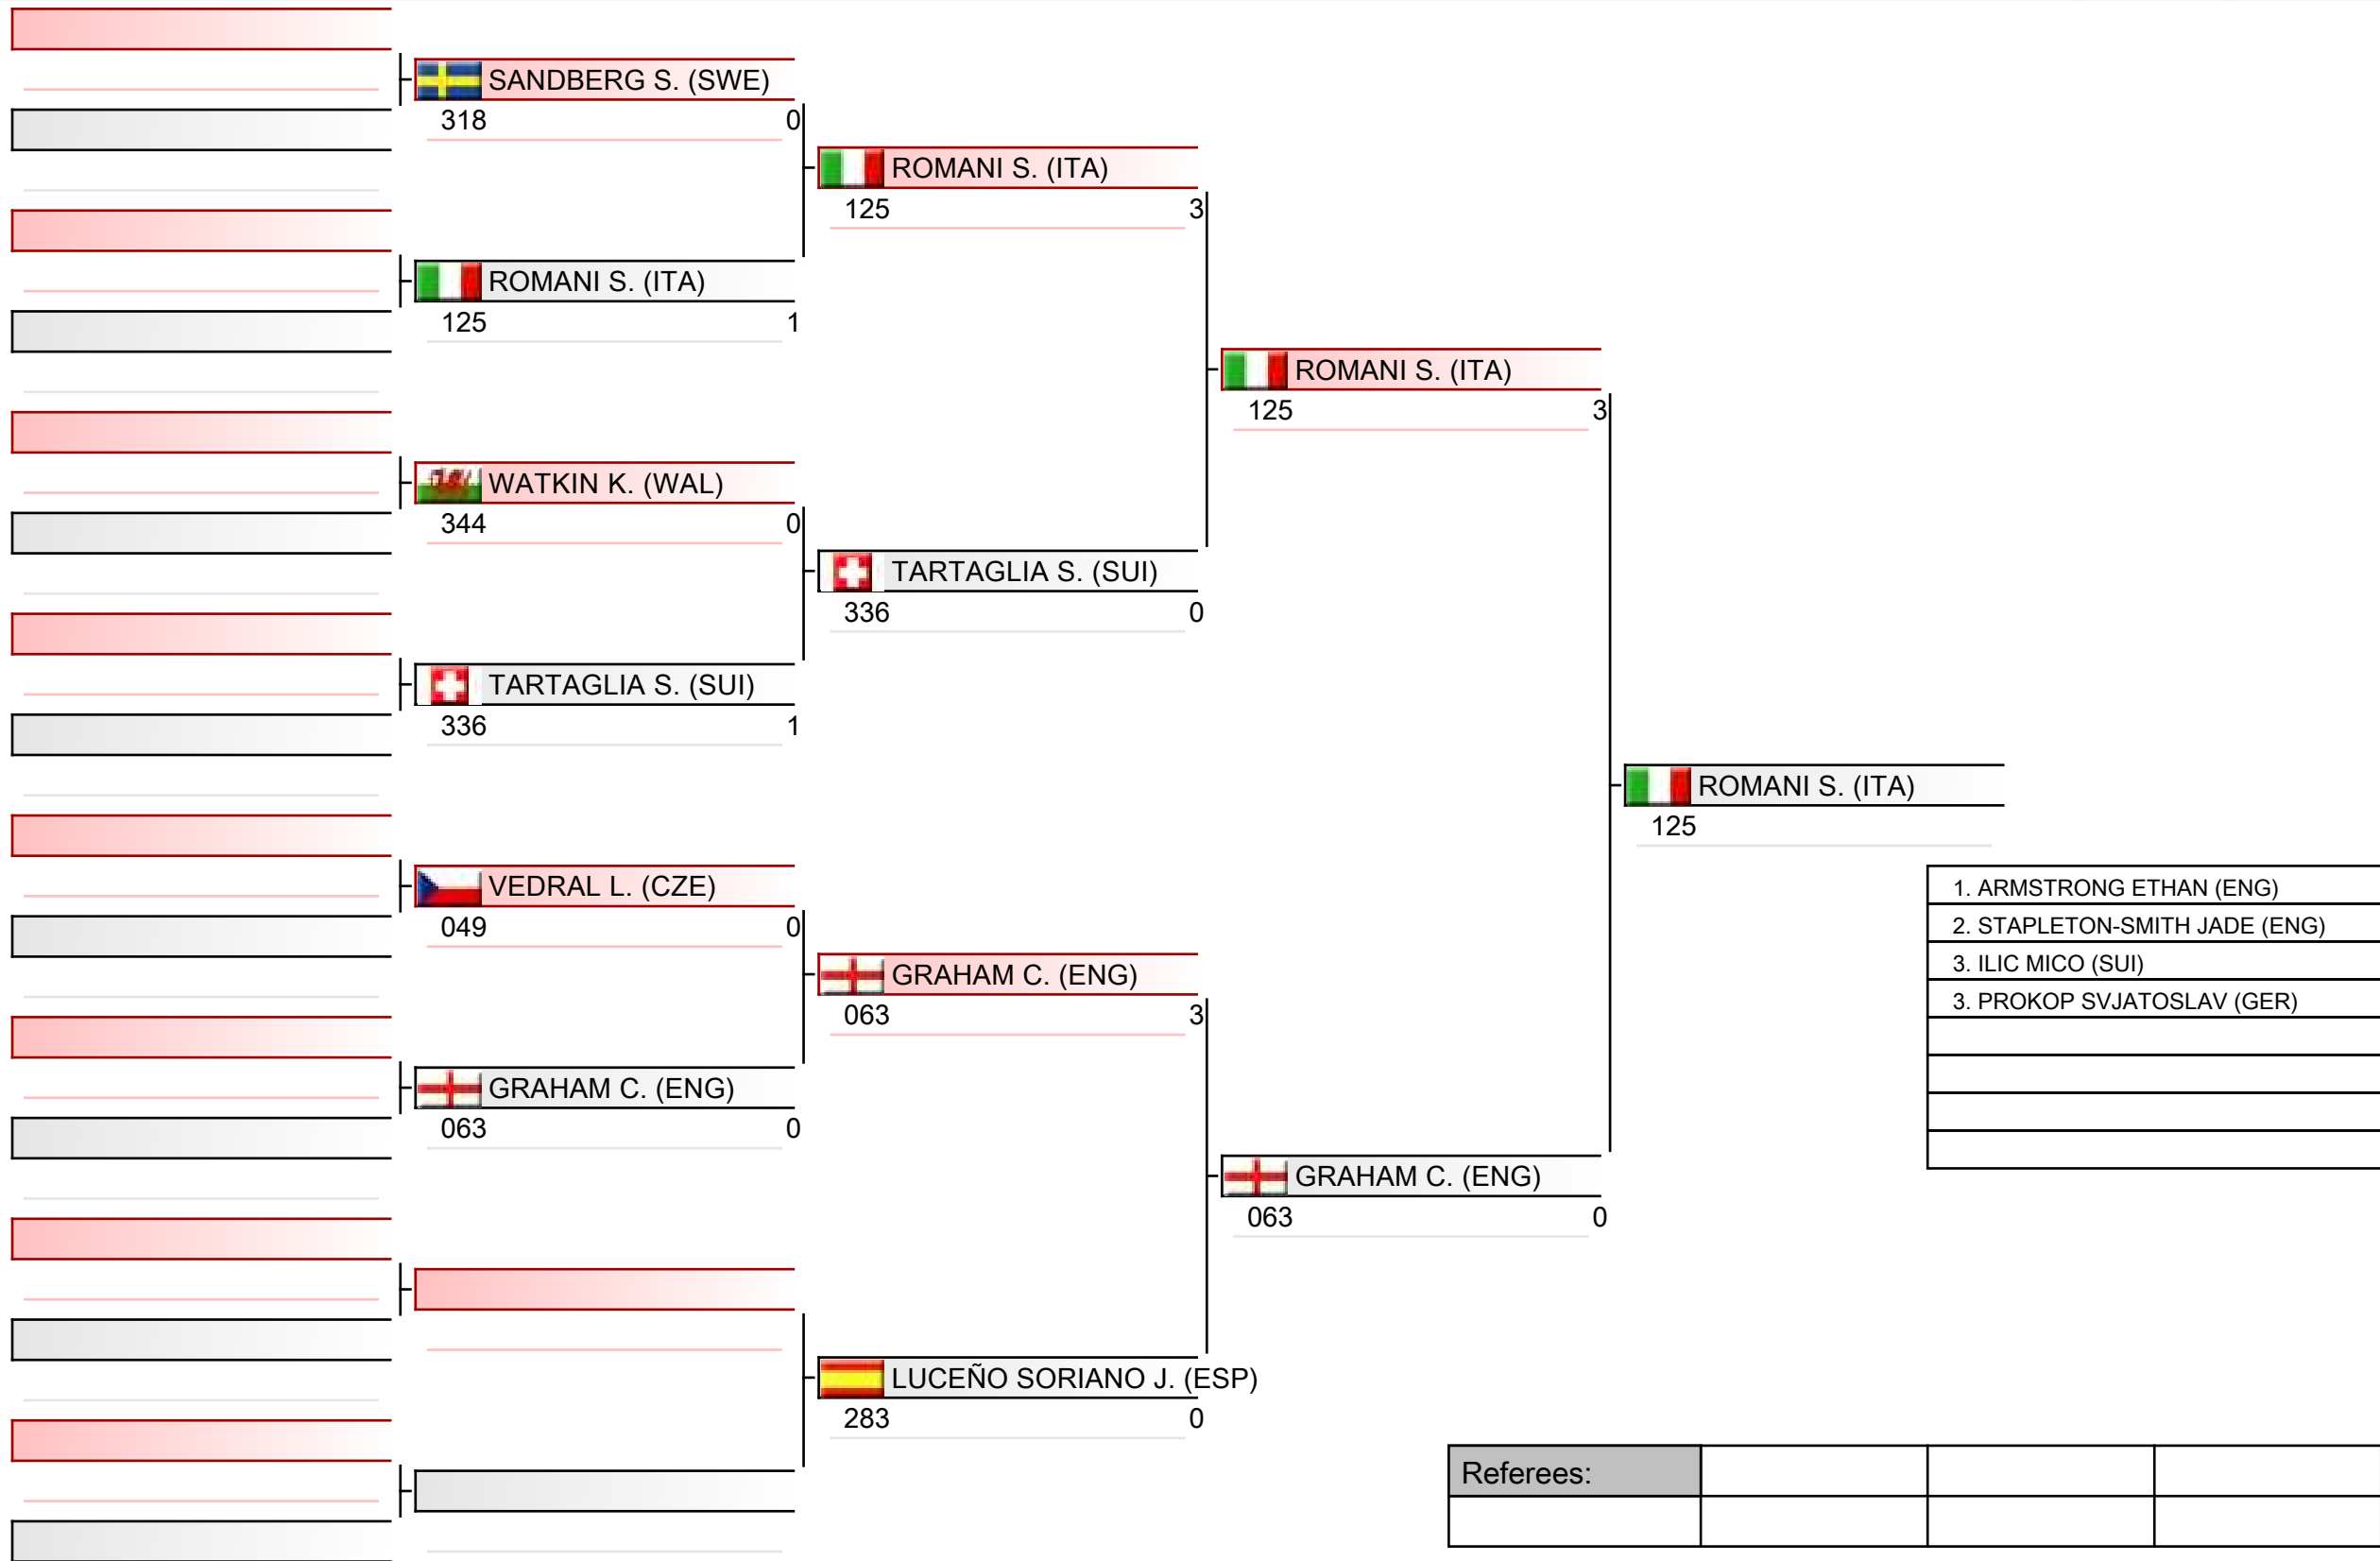 SANDBERG S. (SWE)
318 0
ROMANI S. (ITA)
125 3
ROMANI S. (ITA)
125 1
ROMANI S. (ITA)
125 3
WATKIN K. (WAL)
344 0
TARTAGLIA S. (SUI)
336 0
TARTAGLIA S. (SUI)
336 1
ROMANI S. (ITA)
125
VEDRAL L. (CZE)
049 0
1. ARMSTRONG ETHAN (ENG)
2. STAPLETON-SMITH JADE (ENG)
3. ILIC MICO (SUI)
3. PROKOP SVJATOSLAV (GER)
GRAHAM C. (ENG)
063 3
GRAHAM C. (ENG)
063 0
GRAHAM C. (ENG)
063 0
LUCEÑO SORIANO J. (ESP)
283 0
Referees: